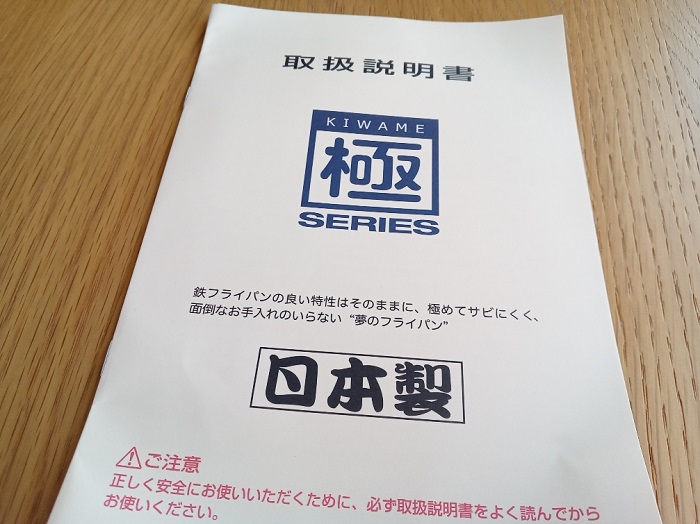 取扱説明書
KIWAME
極
SERIES
鉄フライパンの良い特性はそのままに、極めてサビにくく、
面倒なお手入れのいらない“夢のフライパン”
日本製
ご注意
正しく安全にお使いいただくために、必ず取扱説明書をよく読んでから
お使いください。